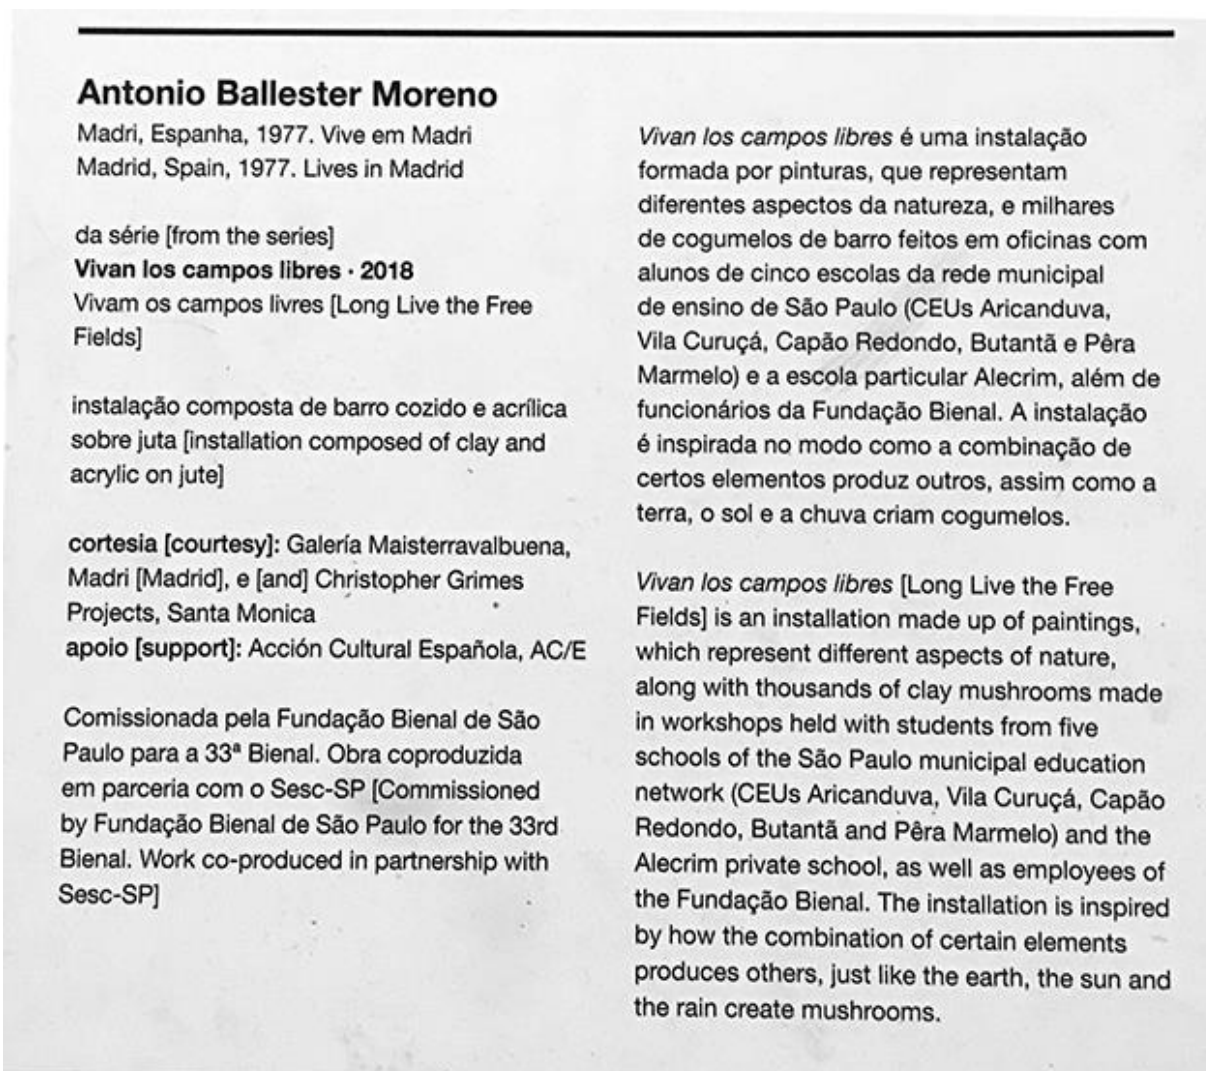 Antonio Ballester Moreno
Madri, Espanha, 1977. Vive em Madri
Madrid, Spain, 1977. Lives in Madrid
da série [from the series]
Vivan los campos libres · 2018
Vivam os campos livres [Long Live the Free
Fields]
instalação composta de barro cozido e acrílica
sobre juta [installation composed of clay and
acrylic on jute]
cortesia [courtesy]: Galería Maisterravalbuena,
Madri [Madrid], e [and] Christopher Grimes
Projects, Santa Monica
apoio [support]: Acción Cultural Española, AC/E
Comissionada pela Fundação Bienal de São
Paulo para a 33ª Bienal. Obra coproduzida
em parceria com o Sesc-SP [Commissioned
by Fundação Bienal de São Paulo for the 33rd
Bienal. Work co-produced in partnership with
Sesc-SP]
Vivan los campos libres é uma instalação
formada por pinturas, que representam
diferentes aspectos da natureza, e milhares
de cogumelos de barro feitos em oficinas com
alunos de cinco escolas da rede municipal
de ensino de São Paulo (CEUs Aricanduva,
Vila Curuçá, Capão Redondo, Butantã e Pêra
Marmelo) e a escola particular Alecrim, além de
funcionários da Fundação Bienal. A instalação
é inspirada no modo como a combinação de
certos elementos produz outros, assim como a
terra, o sol e a chuva criam cogumelos.
Vivan los campos libres [Long Live the Free
Fields] is an installation made up of paintings,
which represent different aspects of nature,
along with thousands of clay mushrooms made
in workshops held with students from five
schools of the São Paulo municipal education
network (CEUs Aricanduva, Vila Curuçá, Capão
Redondo, Butantã and Pêra Marmelo) and the
Alecrim private school, as well as employees of
the Fundação Bienal. The installation is inspired
by how the combination of certain elements
produces others, just like the earth, the sun and
the rain create mushrooms.